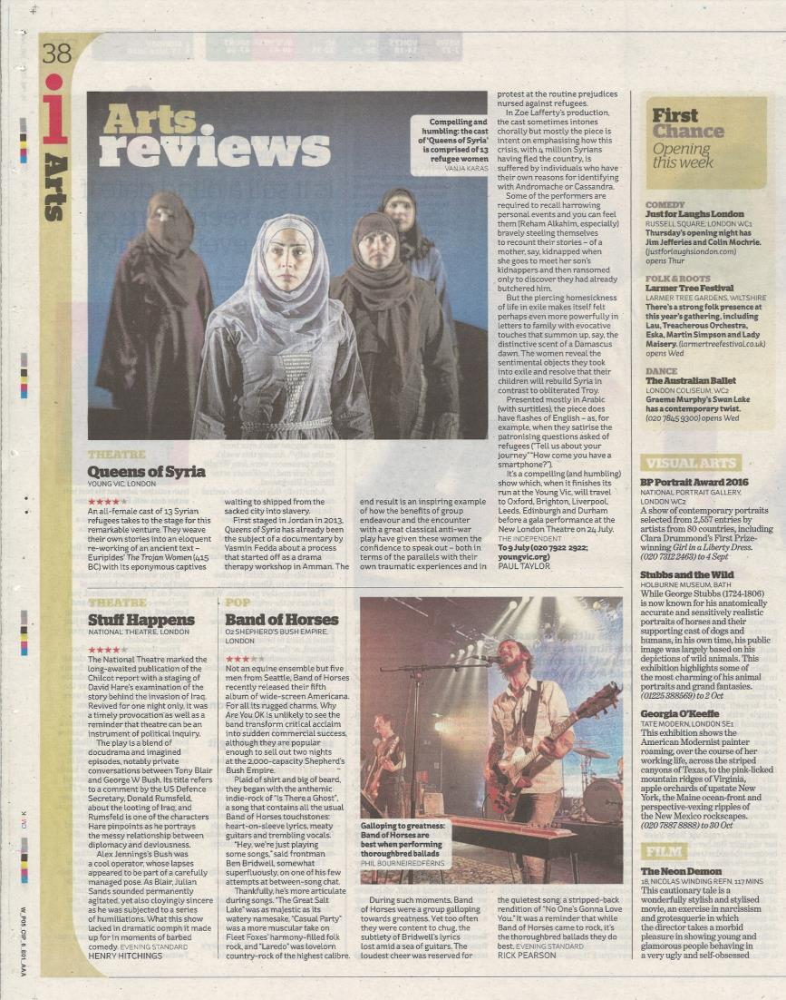 38
i Arts
Arts
reviews
Compelling and
humbling: the cast
of ‘Queens of Syria’
is comprised of 13
refugee women
VANJA KARAS
THEATRE
Queens of Syria
YOUNG VIC, LONDON
★★★★★
An all-female cast of 13 Syrian
refugees takes to the stage for this
remarkable venture. They weave
their own stories into an eloquent
re-working of an ancient text –
Euripides’ The Trojan Women (415
BC) with its eponymous captives
waiting to shipped from the
sacked city into slavery.
First staged in Jordan in 2013,
Queens of Syria has already been
the subject of a documentary by
Yasmin Fedda about a process
that started off as a drama
therapy workshop in Amman. The
end result is an inspiring example
of how the benefits of group
endeavour and the encounter
with a great classical anti-war
play have given these women the
confidence to speak out – both in
terms of the parallels with their
own traumatic experiences and in
protest at the routine prejudices
nursed against refugees.
In Zoe Lafferty’s production,
the cast sometimes intones
chorally but mostly the piece is
intent on emphasising how this
crisis, with 4 million Syrians
having fled the country, is
suffered by individuals who have
their own reasons for identifying
with Andromache or Cassandra.
Some of the performers are
required to recall harrowing
personal events and you can feel
them (Reham Alkahim, especially)
bravely steeling themselves
to recount their stories – of a
mother, say, kidnapped when
she goes to meet her son’s
kidnappers and then ransomed
only to discover they had already
butchered him.
But the piercing homesickness
of life in exile makes itself felt
perhaps even more powerfully in
letters to family with evocative
touches that summon up, say, the
distinctive scent of a Damascus
dawn. The women reveal the
sentimental objects they took
into exile and resolve that their
children will rebuild Syria in
contrast to obliterated Troy.
Presented mostly in Arabic
(with surtitles), the piece does
have flashes of English – as, for
example, when they satirise the
patronising questions asked of
refugees (“Tell us about your
journey” “How come you have a
smartphone?”).
It’s a compelling (and humbling)
show which, when it finishes its
run at the Young Vic, will travel
to Oxford, Brighton, Liverpool,
Leeds, Edinburgh and Durham
before a gala performance at the
New London Theatre on 24 July.
THE INDEPENDENT
To 9 July (020 7922 2922;
youngvic.org)
PAUL TAYLOR
THEATRE
Stuff Happens
NATIONAL THEATRE, LONDON
★★★★★
The National Theatre marked the
long-awaited publication of the
Chilcot report with a staging of
David Hare’s examination of the
story behind the invasion of Iraq.
Revived for one night only, it was
a timely provocation as well as a
reminder that theatre can be an
instrument of political inquiry.
The play is a blend of
docudrama and imagined
episodes, notably private
conversations between Tony Blair
and George W Bush. Its title refers
to a comment by the US Defence
Secretary, Donald Rumsfeld,
about the looting of Iraq; and
Rumsfeld is one of the characters
Hare pinpoints as he portrays
the messy relationship between
diplomacy and deviousness.
Alex Jennings’s Bush was
a cool operator, whose lapses
appeared to be part of a carefully
managed pose. As Blair, Julian
Sands sounded permanently
agitated, yet also cloyingly sincere
as he was subjected to a series
of humiliations. What this show
lacked in dramatic oomph it made
up for in moments of barbed
comedy. EVENING STANDARD
HENRY HITCHINGS
POP
Band of Horses
O2 SHEPHERD’S BUSH EMPIRE,
LONDON
★★★★★
Not an equine ensemble but five
men from Seattle, Band of Horses
recently released their fifth
album of wide-screen Americana.
For all its rugged charms, Why
Are You OK is unlikely to see the
band transform critical acclaim
into sudden commercial success,
although they are popular
enough to sell out two nights
at the 2,000-capacity Shepherd’s
Bush Empire.
Plaid of shirt and big of beard,
they began with the anthemic
indie-rock of “Is There a Ghost”,
a song that contains all the usual
Band of Horses touchstones:
heart-on-sleeve lyrics, meaty
guitars and trembling vocals.
“Hey, we’re just playing
some songs,” said frontman
Ben Bridwell, somewhat
superfluously, on one of his few
attempts at between-song chat.
Thankfully, he’s more articulate
during songs. “The Great Salt
Lake” was as majestic as its
watery namesake, “Casual Party”
was a more muscular take on
Fleet Foxes’ harmony-filled folk
rock, and “Laredo” was lovelorn
country-rock of the highest calibre.
Galloping to greatness:
Band of Horses are
best when performing
thoroughbred ballads
PHIL BOURNE/REDFERNS
During such moments, Band
of Horses were a group galloping
towards greatness. Yet too often
they were content to chug, the
subtlety of Bridwell’s lyrics
lost amid a sea of guitars. The
loudest cheer was reserved for
the quietest song: a stripped-back
rendition of “No One’s Gonna Love
You.” It was a reminder that while
Band of Horses came to rock, it’s
the thoroughbred ballads they do
best. EVENING STANDARD
RICK PEARSON
First
Chance
Opening
this week
COMEDY
Just for Laughs London
RUSSELL SQUARE, LONDON WC1
Thursday’s opening night has
Jim Jefferies and Colin Mochrie.
(justforlaughslondon.com)
opens Thur
FOLK & ROOTS
Larmer Tree Festival
LARMER TREE GARDENS, WILTSHIRE
There’s a strong folk presence at
this year’s gathering, including
Lau, Treacherous Orchestra,
Eska, Martin Simpson and Lady
Maisery. (larmertreefestival.co.uk)
opens Wed
DANCE
The Australian Ballet
LONDON COLISEUM, WC2
Graeme Murphy’s Swan Lake
has a contemporary twist.
(020 7845 9300) opens Wed
VISUAL ARTS
BP Portrait Award 2016
NATIONAL PORTRAIT GALLERY,
LONDON WC2
A show of contemporary portraits
selected from 2,557 entries by
artists from 80 countries, including
Clara Drummond’s First Prize-
winning Girl in a Liberty Dress.
(020 7312 2463) to 4 Sept
Stubbs and the Wild
HOLBURNE MUSEUM, BATH
While George Stubbs (1724-1806)
is now known for his anatomically
accurate and sensitively realistic
portraits of horses and their
supporting cast of dogs and
humans, in his own time, his public
image was largely based on his
depictions of wild animals. This
exhibition highlights some of
the most charming of his animal
portraits and grand fantasies.
(01225 388569) to 2 Oct
Georgia O’Keeffe
TATE MODERN, LONDON SE1
This exhibition shows the
American Modernist painter
roaming, over the course of her
working life, across the striped
canyons of Texas, to the pink-licked
mountain ridges of Virginia,
apple orchards of upstate New
York, the Maine ocean-front and
perspective-vexing ripples of
the New Mexico rockscapes.
(020 7887 8888) to 30 Oct
FILM
The Neon Demon
18, NICOLAS WINDING REFN, 117 MINS
This cautionary tale is a
wonderfully stylish and stylised
movie, an exercise in narcissism
and grotesquerie in which
the director takes a morbid
pleasure in showing young and
glamorous people behaving in
a very ugly and self-obsessed